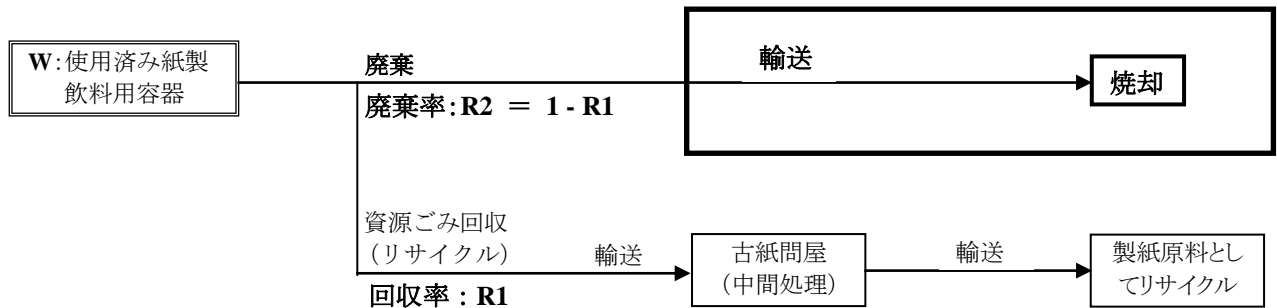 W:使用済み紙製
飲料用容器
廃棄
廃棄率:R2 = 1 - R1
輸送
焼却
資源ごみ回収
(リサイクル)
輸送
回収率:R1
古紙問屋
(中間処理)
輸送
製紙原料とし
てリサイクル